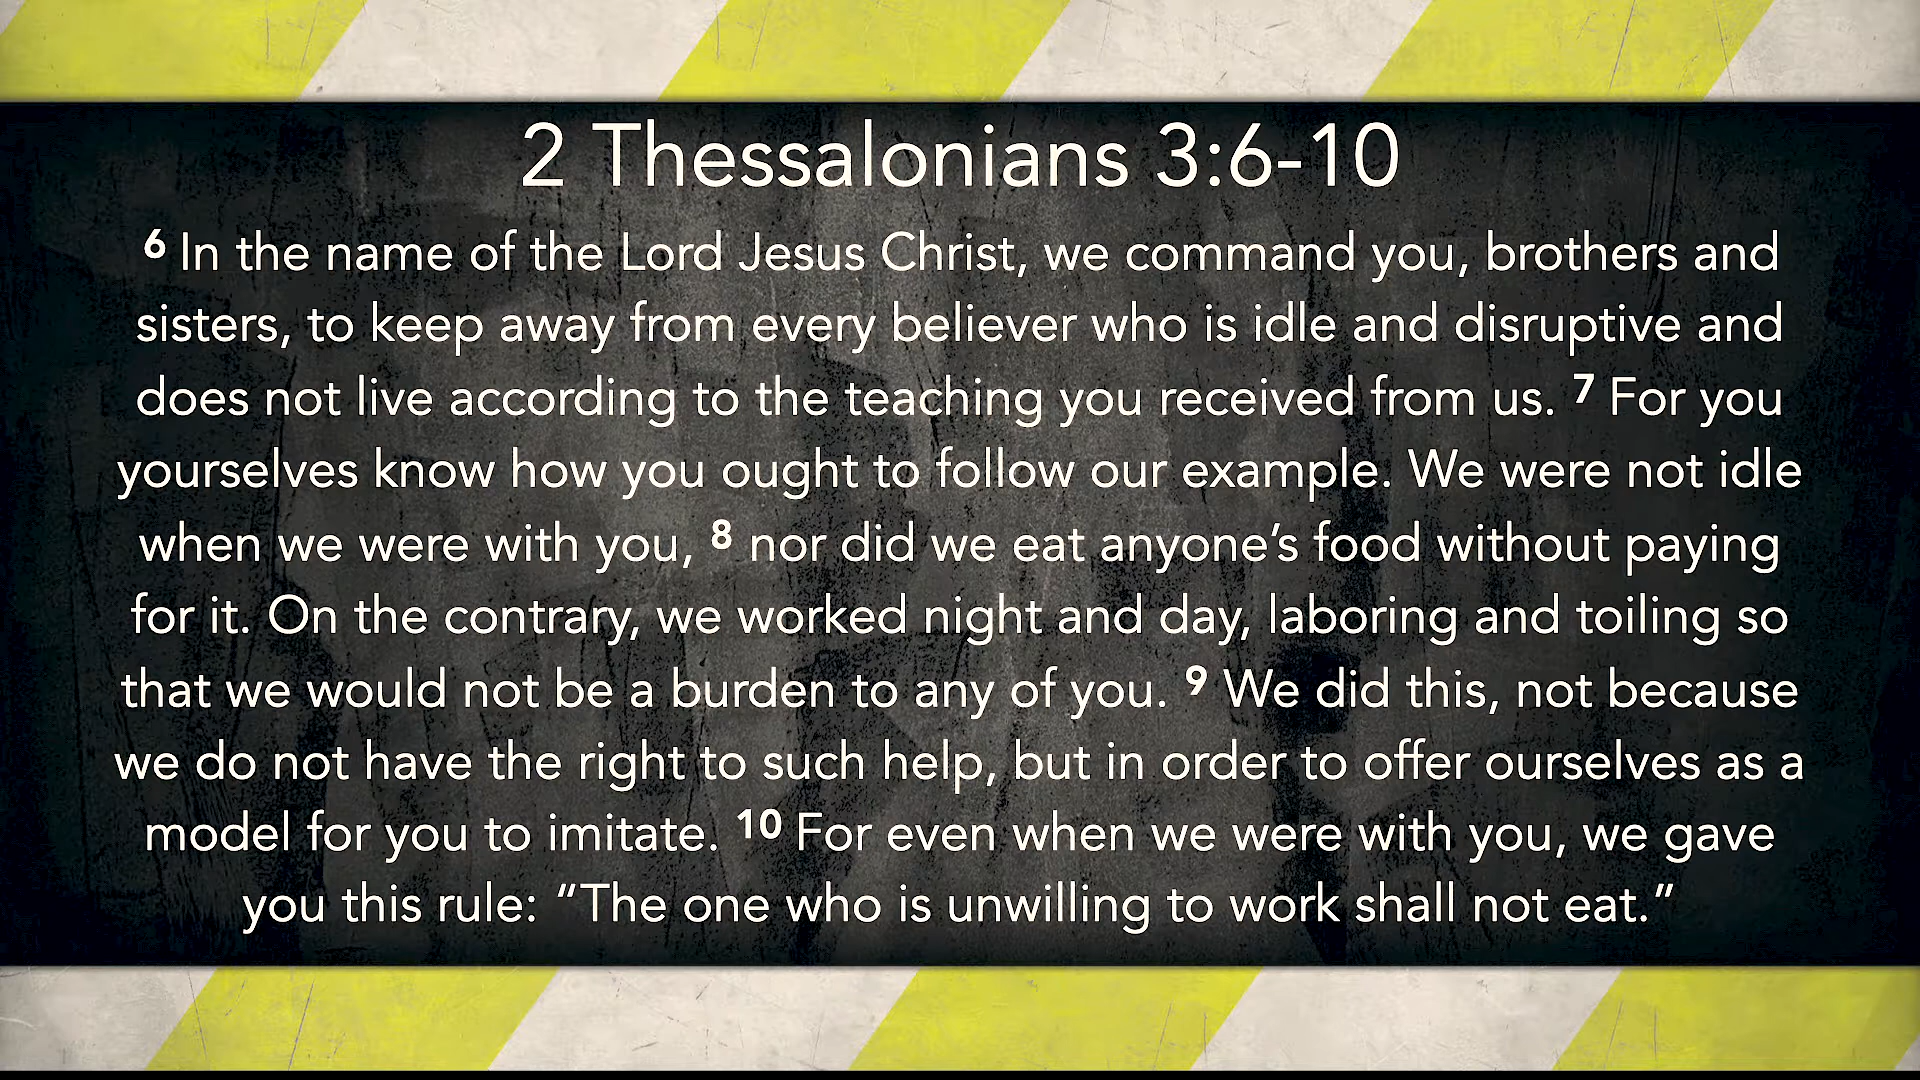 2 Thessalonians 3:6-10
6 In the name of the Lord Jesus Christ, we command you, brothers and
sisters, to keep away from every believer who is idle and disruptive and
does not live according to the teaching you received from us. 7 For you
yourselves know how you ought to follow our example. We were not idle
when we were with you, 8 nor did we eat anyone’s food without paying
for it. On the contrary, we worked night and day, laboring and toiling so
that we would not be a burden to any of you. 9 We did this, not because
we do not have the right to such help, but in order to offer ourselves as a
model for you to imitate. 10 For even when we were with you, we gave
you this rule: “The one who is unwilling to work shall not eat.”